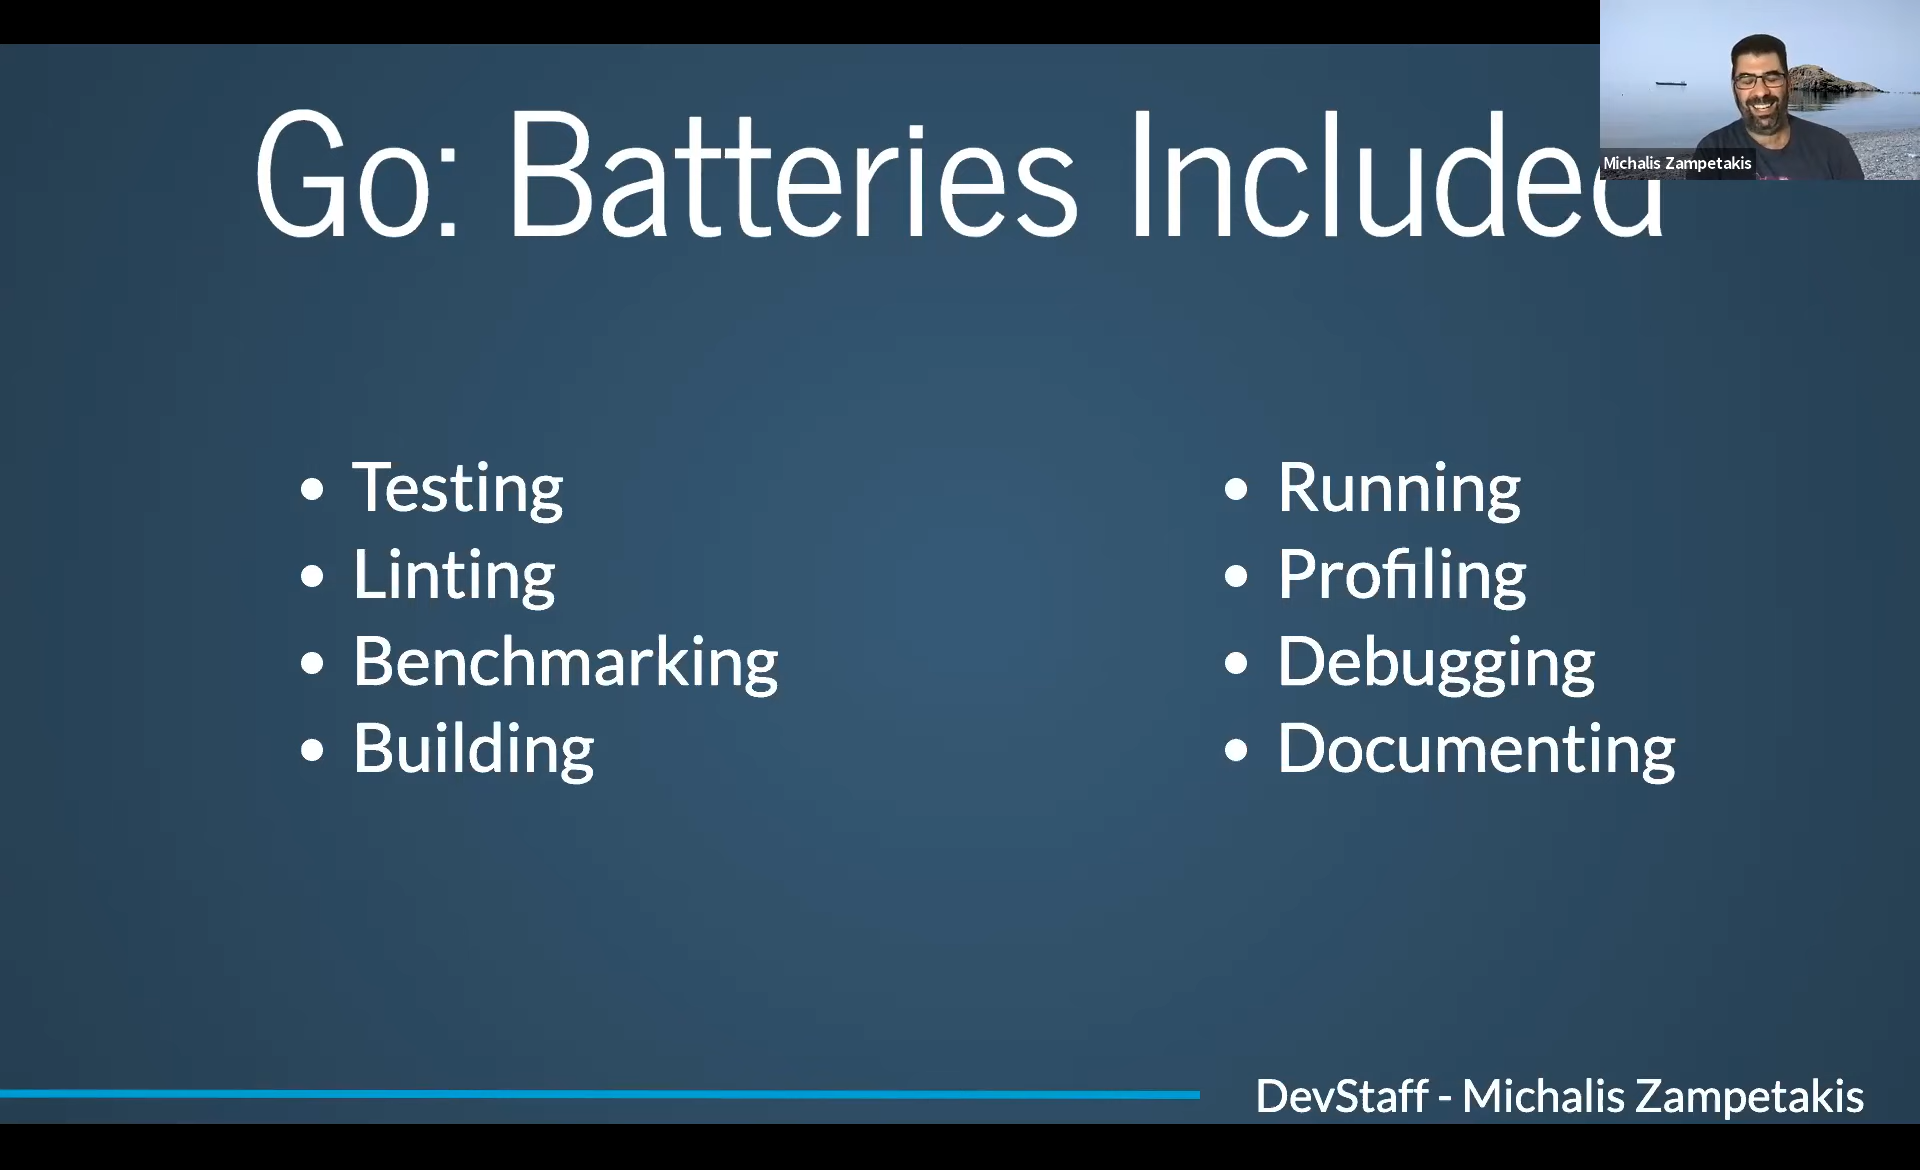 Go: Batteries Included
Michalis Zampetakis
• Testing
• Linting
• Benchmarking
• Building
• Running
• Profiling
• Debugging
• Documenting
DevStaff - Michalis Zampetakis